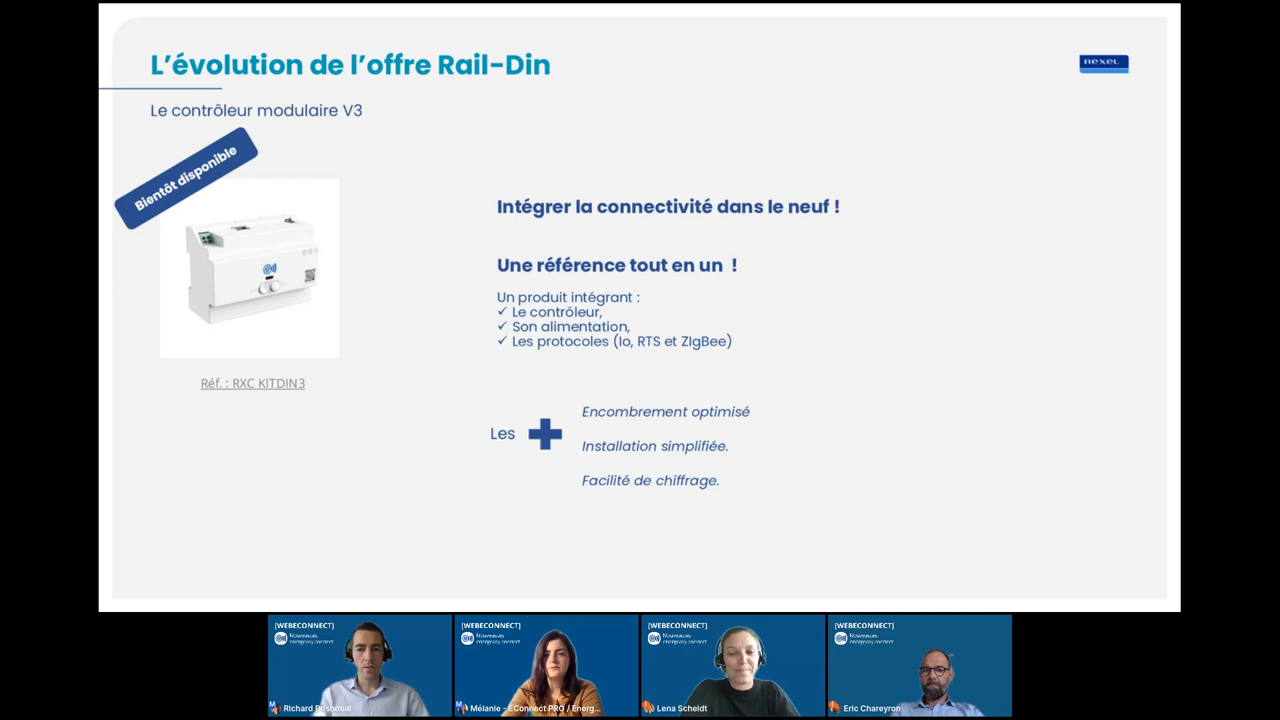 L'évolution de l'offre Rail-Din
REXEL
Le contrôleur modulaire V3
Bientôt disponible
Intégrer la connectivité dans le neuf !
Une référence tout en un !
Un produit intégrant :
✓ Le contrôleur,
✓ Son alimentation,
✓ Les protocoles (Io, RTS et ZIgBee)
Réf. : RXC KITDIN3
Les
Encombrement optimisé
Installation simplifiée.
Facilité de chiffrage.
[WEBECONNECT]
[WEBECONNECT]
[WEBECONNECT]
[WEBECONNECT]
Richard Brishoual
Mélanie - EConnect PRO / Énerg...
Lena Scheidt
Eric Chareyron